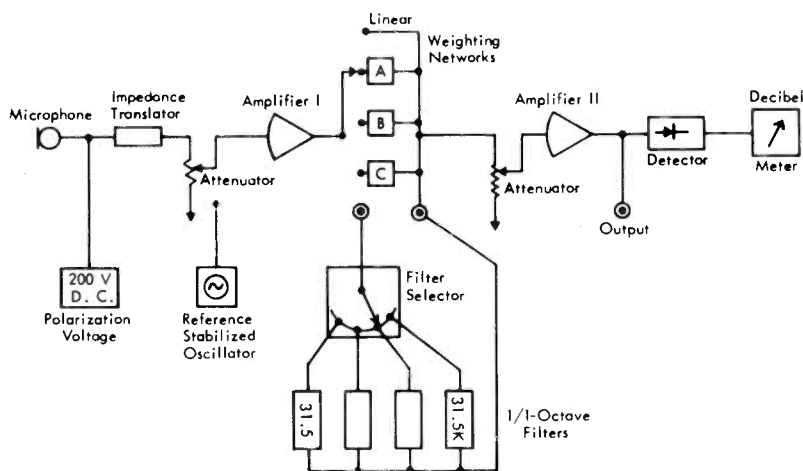 Linear
Weighting
Networks
A
Microphone
Impedance
Translator
Amplifier I
B
Amplifier II
Decibel
C
Attenuator
Attenuator
Detector
Meter
Output
200 V
D. C.
Polarization
Voltage
Reference
Stabilized
Oscillator
Filter
Selector
31.5
31.5K
1/1-Octave
Filters